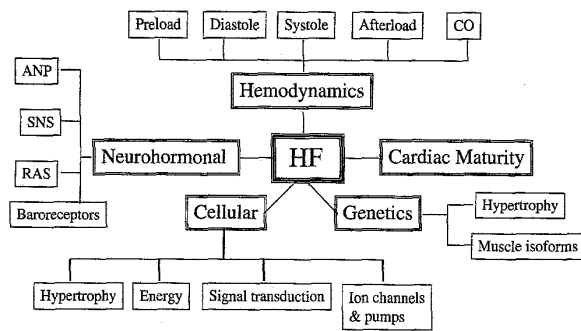 Preload
Diastole
Systole
Afterload
CO
Hemodynamics
ANP
SNS
RAS
Baroreceptors
Neurohormonal
HF
Cardiac Maturity
Cellular
Genetics
Hypertrophy
Muscle isoforms
Hypertrophy
Energy
Signal transduction
Ion channels
& pumps